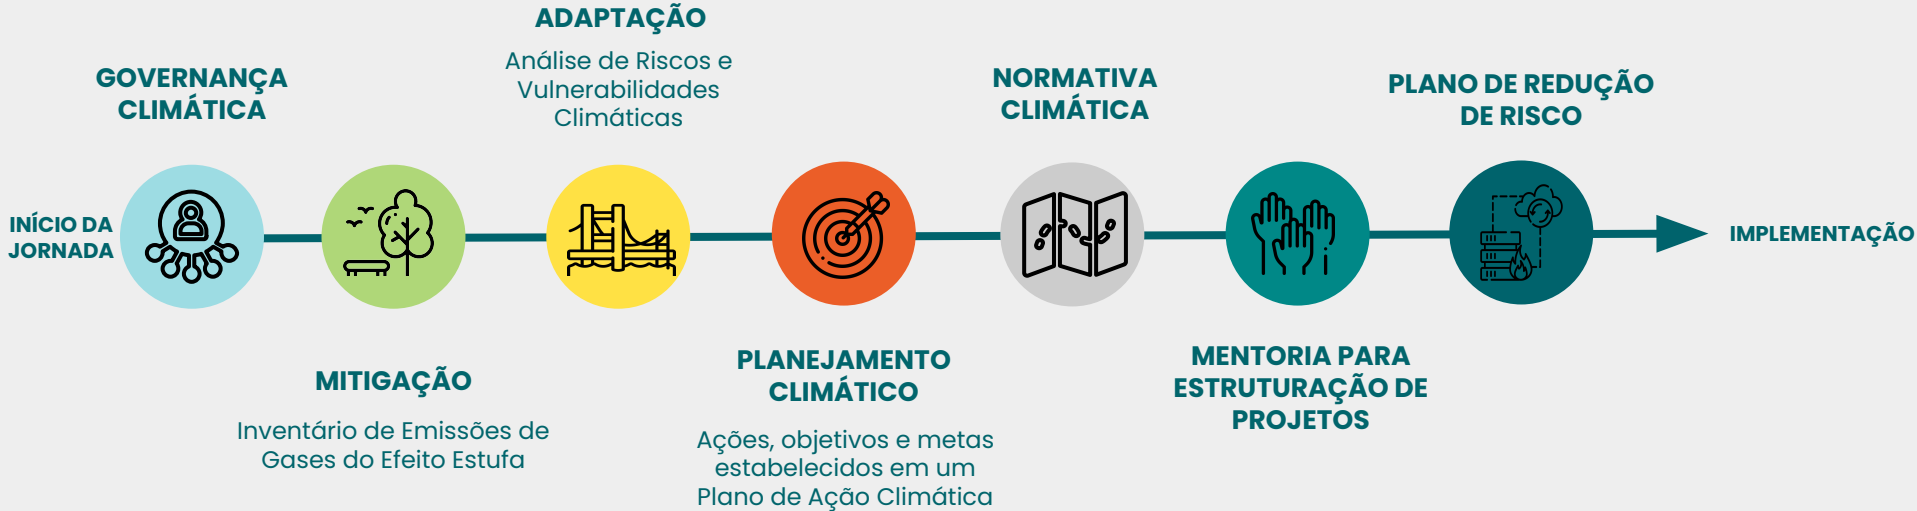 INÍCIO DA
JORNADA
GOVERNANÇA
CLIMÁTICA
MITIGAÇÃO
Inventário de Emissões de
Gases do Efeito Estufa
ADAPTAÇÃO
Análise de Riscos e
Vulnerabilidades
Climáticas
PLANEJAMENTO
CLIMÁTICO
Ações, objetivos e metas
estabelecidos em um
Plano de Ação Climática
NORMATIVA
CLIMÁTICA
MENTORIA PARA
ESTRUTURAÇÃO DE
PROJETOS
PLANO DE REDUÇÃO
DE RISCO
IMPLEMENTAÇÃO